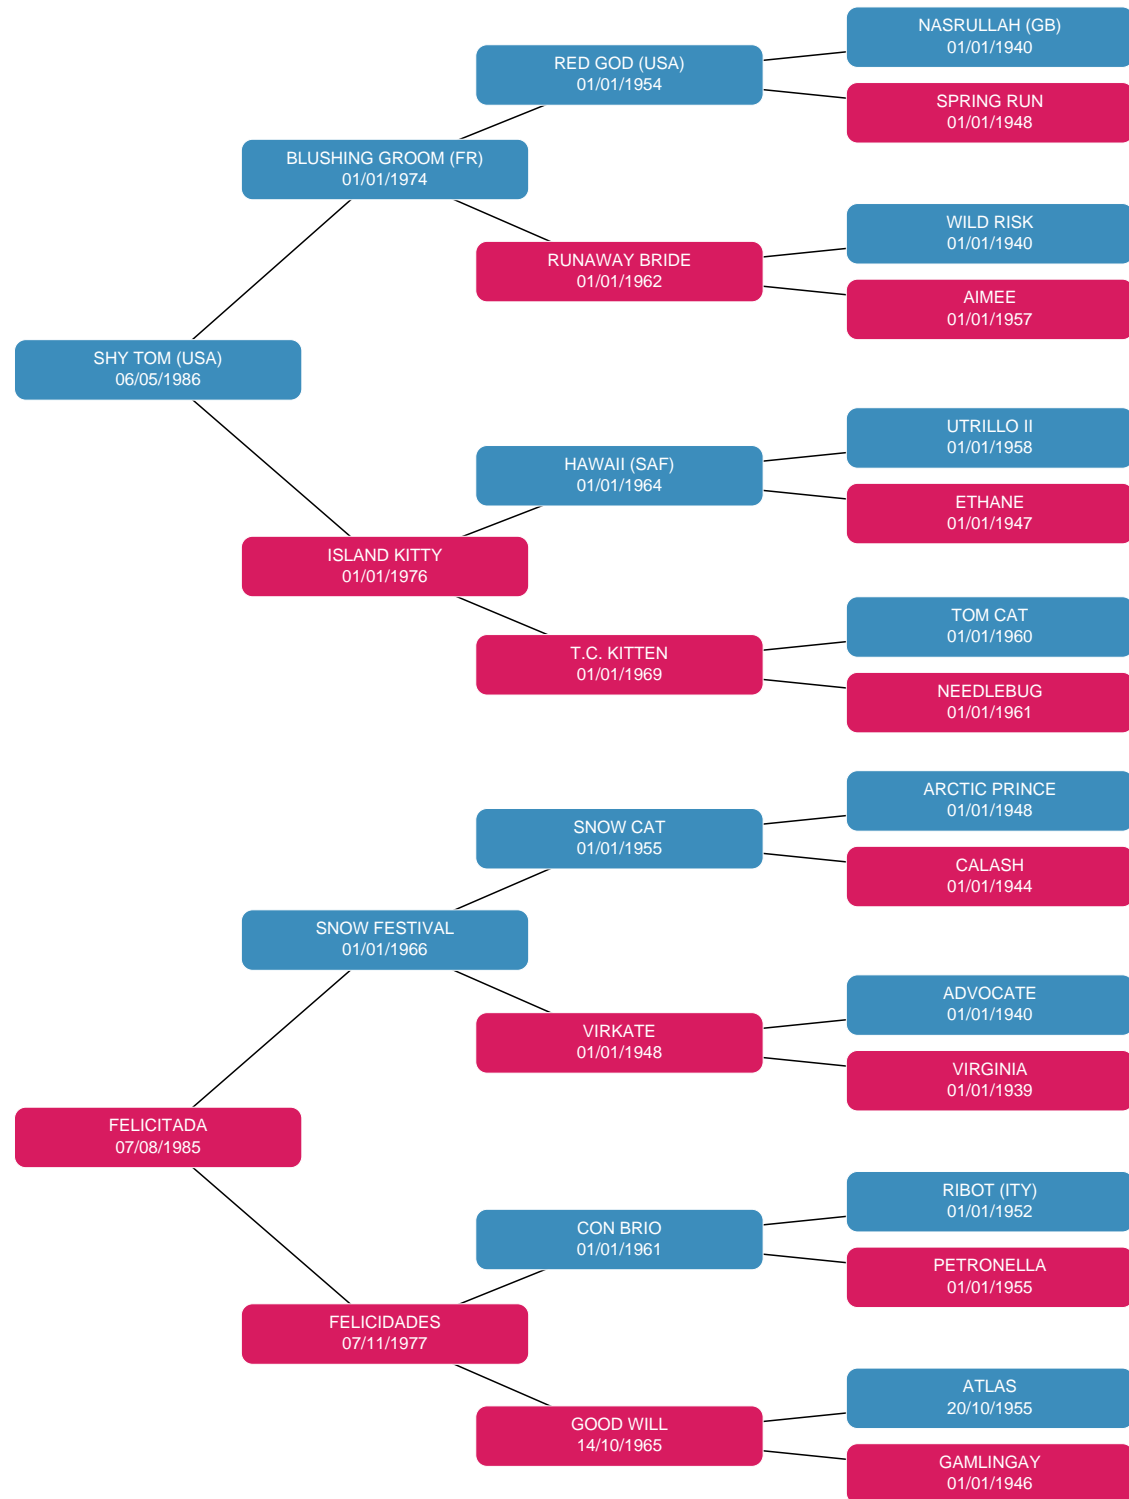 NASRULLAH (GB)
01/01/1940
RED GOD (USA)
01/01/1954
SPRING RUN
01/01/1948
BLUSHING GROOM (FR)
01/01/1974
WILD RISK
01/01/1940
RUNAWAY BRIDE
01/01/1962
AIMEE
01/01/1957
SHY TOM (USA)
06/05/1986
UTRILLO II
01/01/1958
HAWAII (SAF)
01/01/1964
ETHANE
01/01/1947
ISLAND KITTY
01/01/1976
TOM CAT
01/01/1960
T.C. KITTEN
01/01/1969
NEEDLEBUG
01/01/1961
ARCTIC PRINCE
01/01/1948
SNOW CAT
01/01/1955
CALASH
01/01/1944
SNOW FESTIVAL
01/01/1966
ADVOCATE
01/01/1940
VIRKATE
01/01/1948
VIRGINIA
01/01/1939
FELICITADA
07/08/1985
RIBOT (ITY)
01/01/1952
CON BRIO
01/01/1961
PETRONELLA
01/01/1955
FELICIDADES
07/11/1977
ATLAS
20/10/1955
GOOD WILL
14/10/1965
GAMLINGAY
01/01/1946